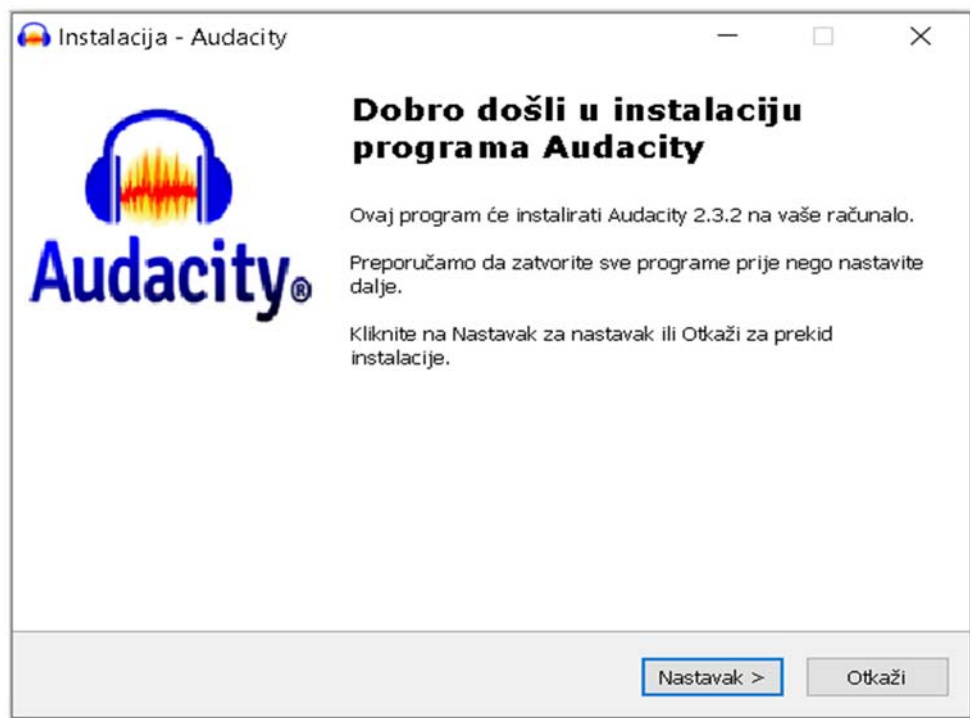 Instalacija - Audacity
Dobro došli u instalaciju
programa Audacity
Ovaj program će instalirati Audacity 2.3.2 na vaše računalo.
Preporučamo da zatvorite sve programe prije nego nastavite
dalje.
Kliknite na Nastavak za nastavak ili Otkaži za prekid
instalacije.
Audacity®
Nastavak >
Otkaži